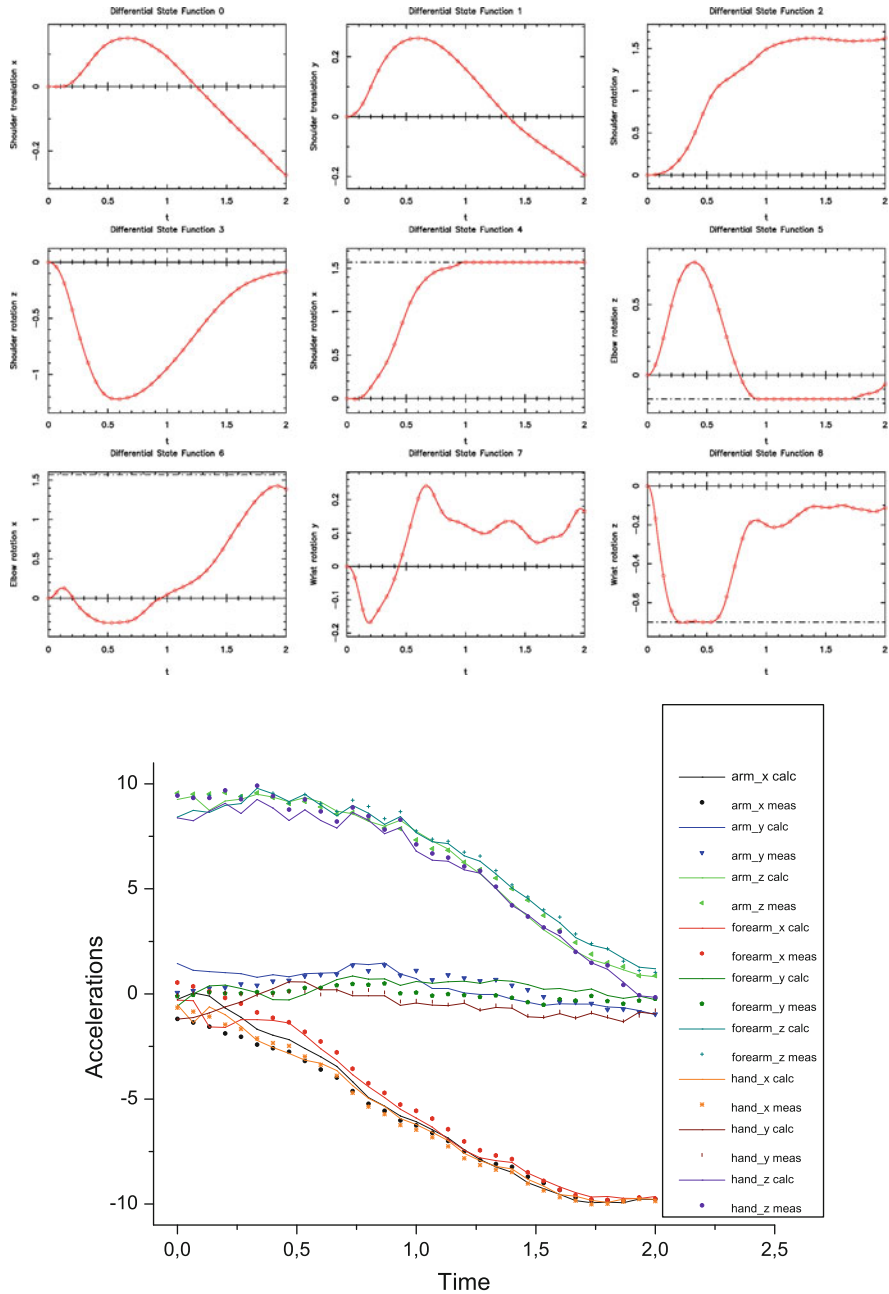 Differential State Function 0
Differential State Function 1
Differential State Function 2
Shoulder translation x
0
−0.2
0 0.5 1 1.5 2
t
Shoulder translation y
0.2
0
−0.2
0 0.5 1 1.5 2
t
Shoulder rotation y
1.5
1
0.5
0
0 0.5 1 1.5 2
t
Differential State Function 3
Differential State Function 4
Differential State Function 5
Shoulder rotation z
0
−0.5
−1
0 0.5 1 1.5 2
t
Shoulder rotation x
1.5
1
0.5
0
0 0.5 1 1.5 2
t
Elbow rotation z
0.5
0
0 0.5 1 1.5 2
t
Differential State Function 6
Differential State Function 7
Differential State Function 8
Elbow rotation x
1.5
1
0.5
0
0 0.5 1 1.5 2
t
Wrist rotation y
0.2
0.1
0
−0.1
−0.2
0 0.5 1 1.5 2
t
Wrist rotation z
0
−0.2
−0.4
−0.6
0 0.5 1 1.5 2
t
Accelerations
10
5
0
-5
-10
0,0 0,5 1,0 1,5 2,0 2,5
Time
arm_x calc
arm_x meas
arm_y calc
arm_y meas
arm_z calc
arm_z meas
forearm_x calc
forearm_x meas
forearm_y calc
forearm_y meas
forearm_z calc
forearm_z meas
hand_x calc
hand_x meas
hand_y calc
hand_y meas
hand_z calc
hand_z meas